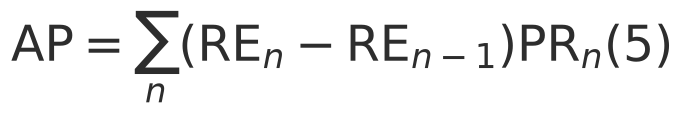 AP = ∑ₙ (REₙ − REₙ₋₁)PRₙ(5)